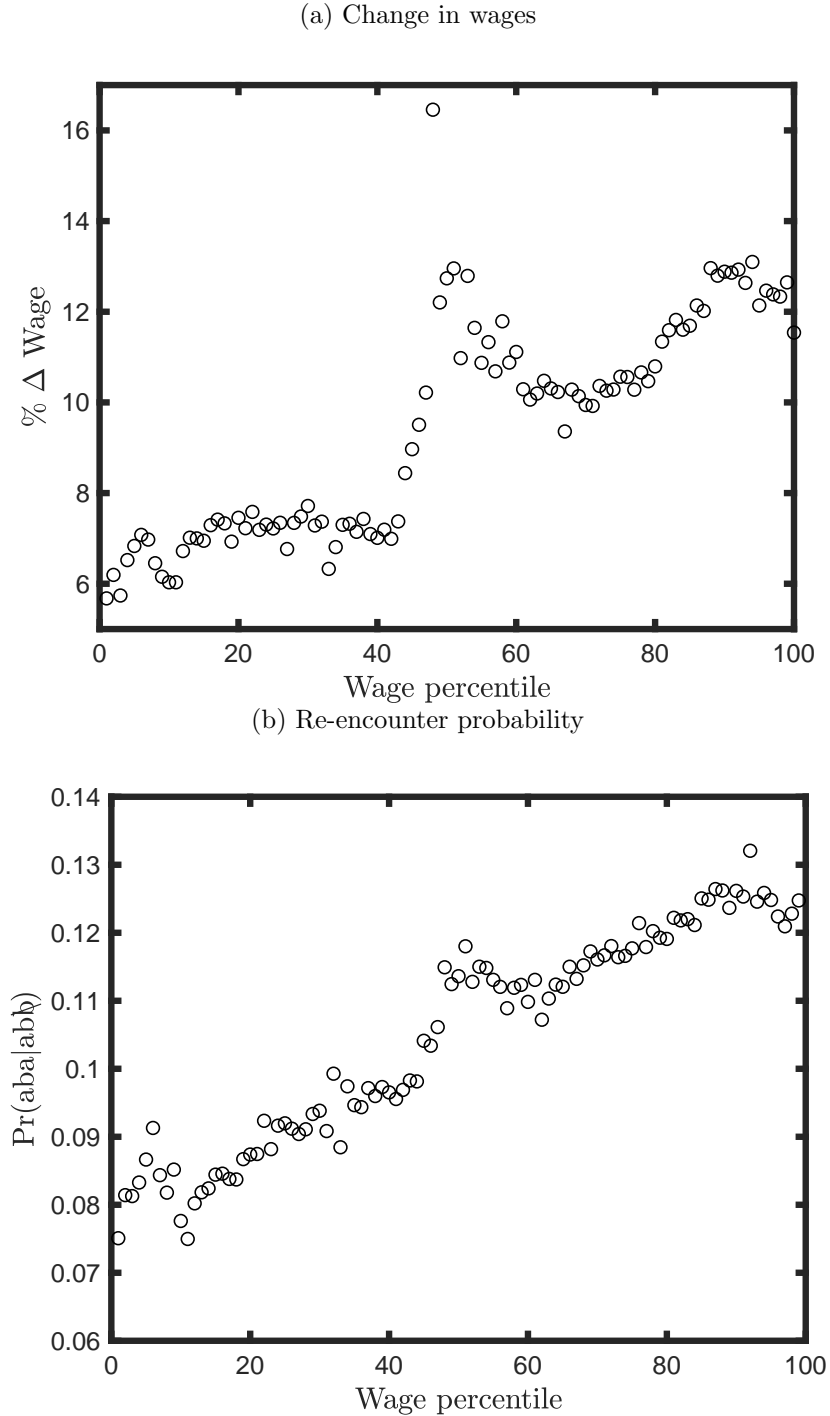 (a) Change in wages
16
14
12
10
8
6
% Δ Wage
0 20 40 60 80 100
Wage percentile
(b) Re-encounter probability
0.14
0.13
0.12
0.11
0.1
0.09
0.08
0.07
0.06
Pr(aba|abb̸)
0 20 40 60 80 100
Wage percentile